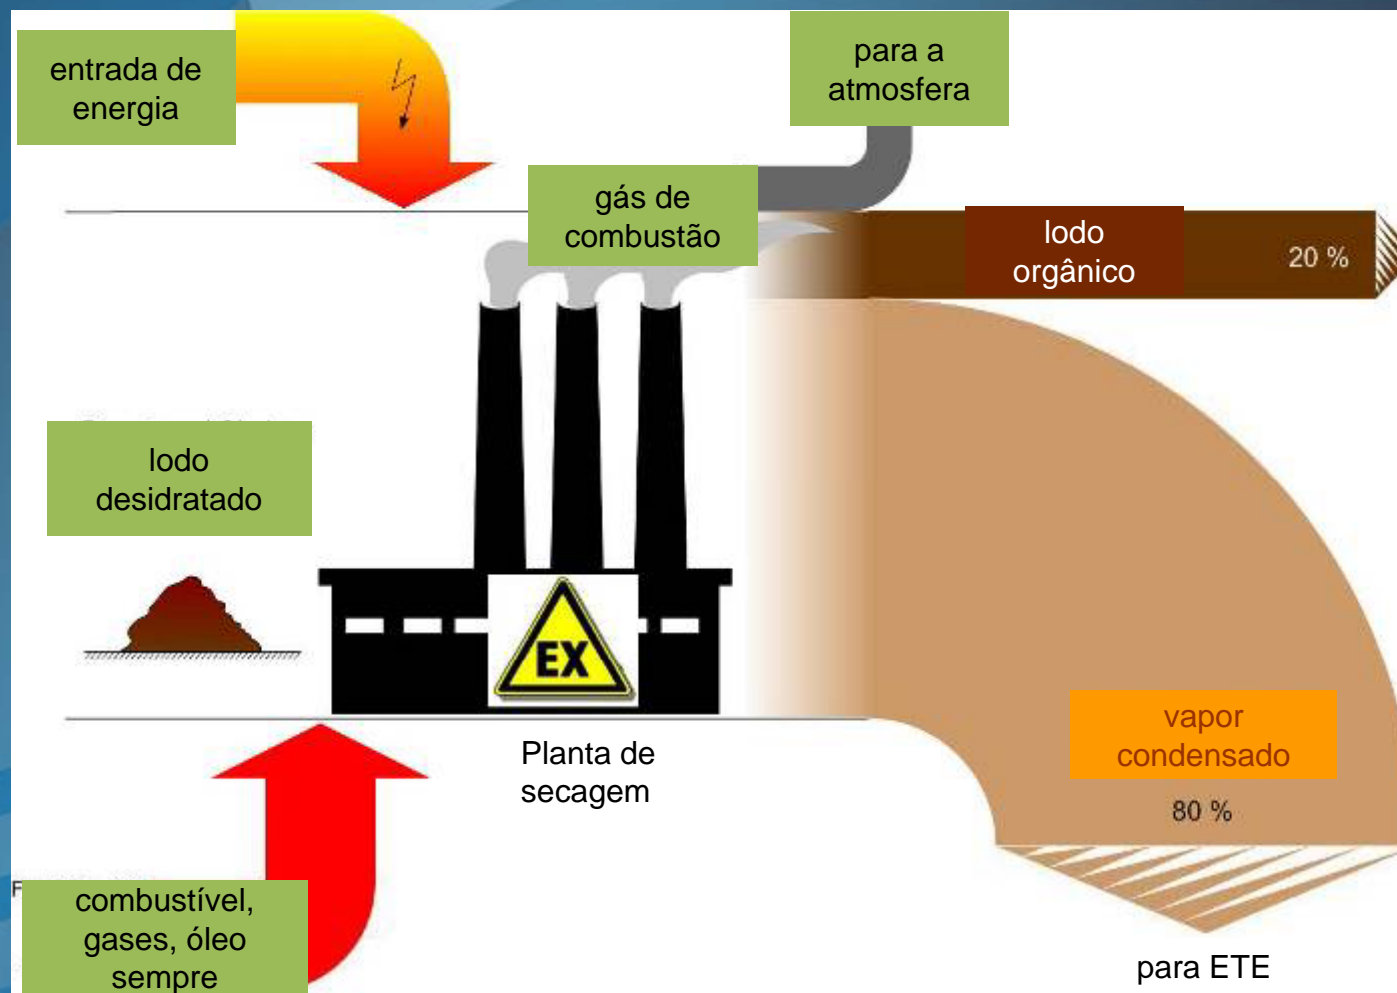 entrada de
energia
para a
atmosfera
gás de
combustão
lodo
orgânico
20 %
lodo
desidratado
EX
Planta de
secagem
vapor
condensado
80 %
combustível,
gases, óleo
sempre
para ETE